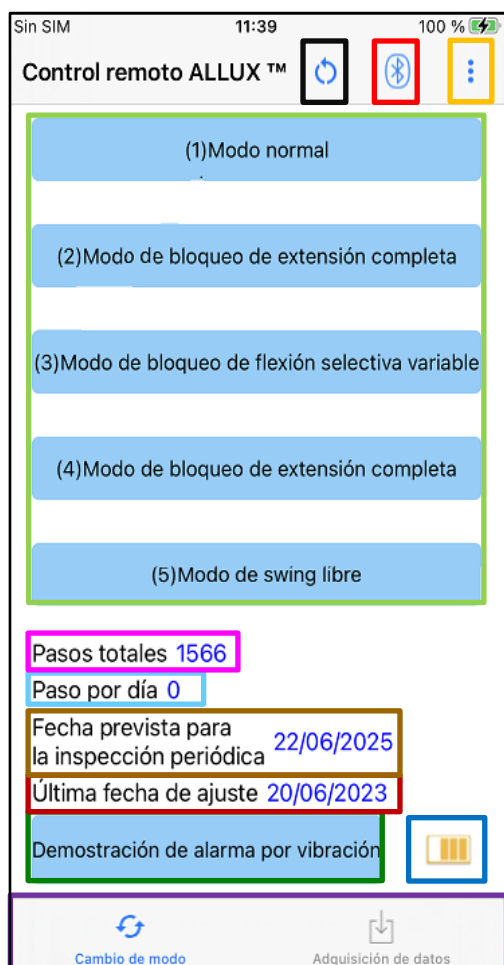 Sin SIM 11:39 100 %
Control remoto ALLUX ™
(1)Modo normal
(2)Modo de bloqueo de extensión completa
(3)Modo de bloqueo de flexión selectiva variable
(4)Modo de bloqueo de extensión completa
(5)Modo de swing libre
Pasos totales 1566
Paso por día 0
Fecha prevista para
la inspección periódica 22/06/2025
Última fecha de ajuste 20/06/2023
Demostración de alarma por vibración
Cambio de modo Adquisición de datos